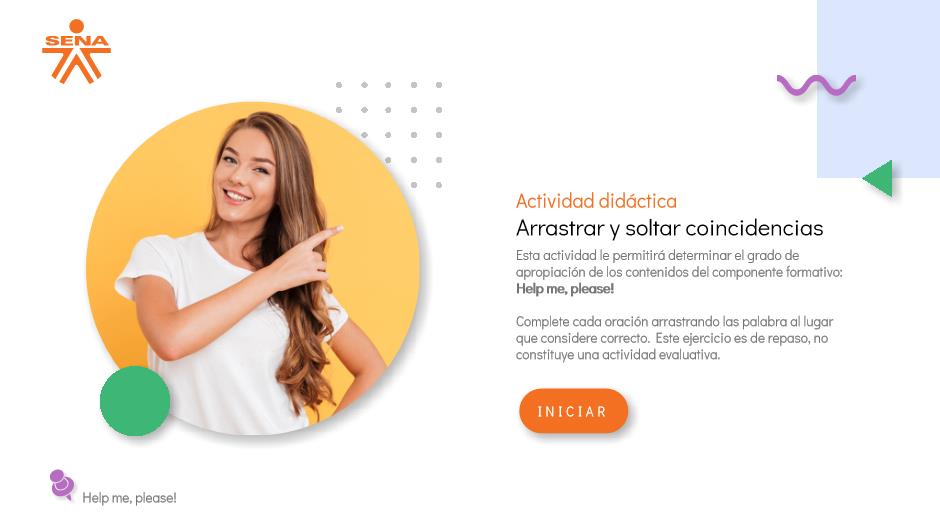 SENA
Actividad didáctica
Arrastrar y soltar coincidencias
Esta actividad le permitirá determinar el grado de
apropiación de los contenidos del componente formativo:
Help me, please!
Complete cada oración arrastrando las palabra al lugar
que considere correcto. Este ejercicio es de repaso, no
constituye una actividad evaluativa.
INICIAR
Help me, please!